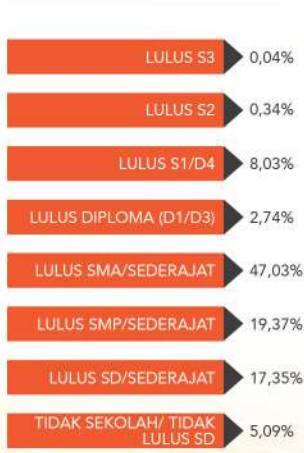 LULUS S3 0,04%
LULUS S2 0,34%
LULUS S1/D4 8,03%
LULUS DIPLOMA (D1/D3) 2,74%
LULUS SMA/SEDERAJAT 47,03%
LULUS SMP/SEDERAJAT 19,37%
LULUS SD/SEDERAJAT 17,35%
TIDAK SEKOLAH/ TIDAK
LULUS SD 5,09%